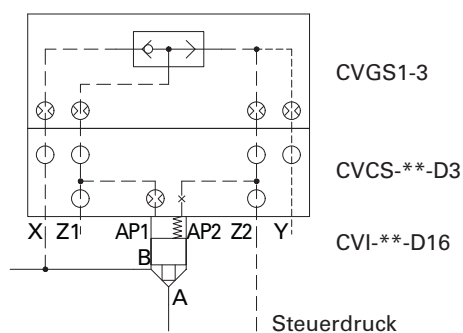 CVGS1-3
CVCS-**-D3
X Z1 AP1 AP2 Z2 Y
CVI-**-D16
B
A
Steuerdruck